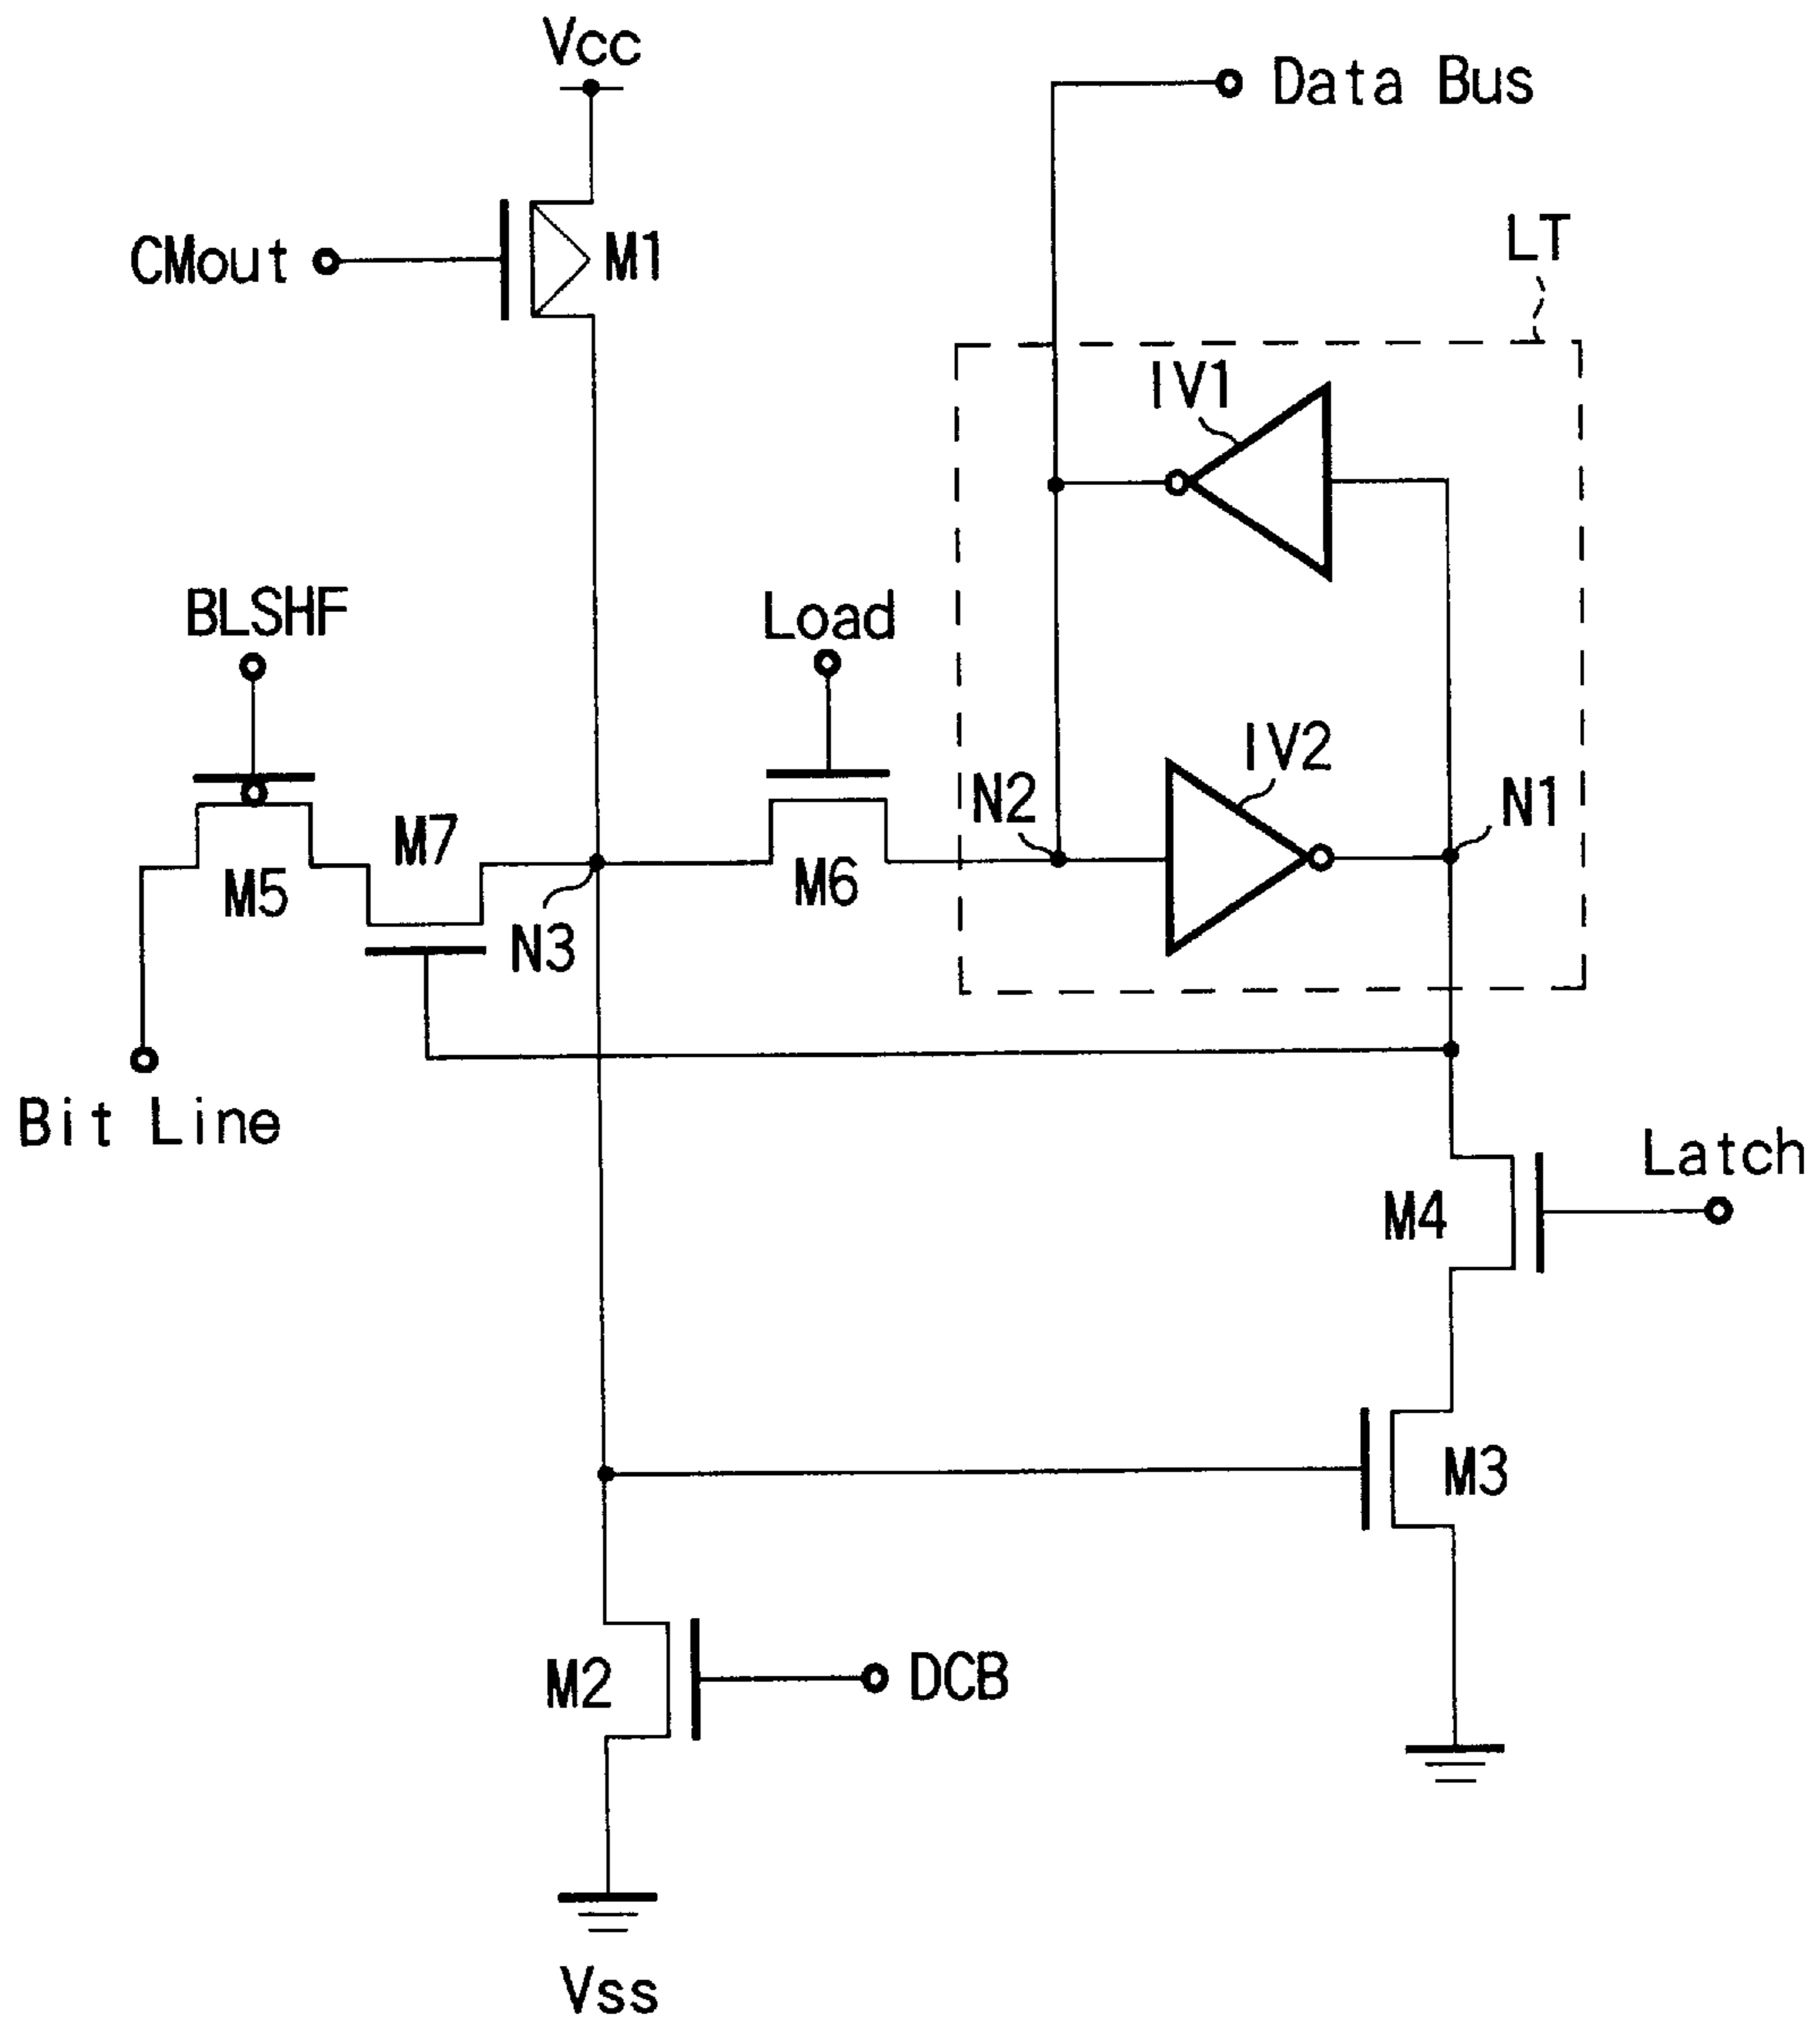 Vcc
Data Bus
CMout
M1
LT
IV1
BLSHF
Load
IV2
N2
N1
M7
M5
M6
N3
Bit Line
Latch
M4
M3
M2
DCB
Vss